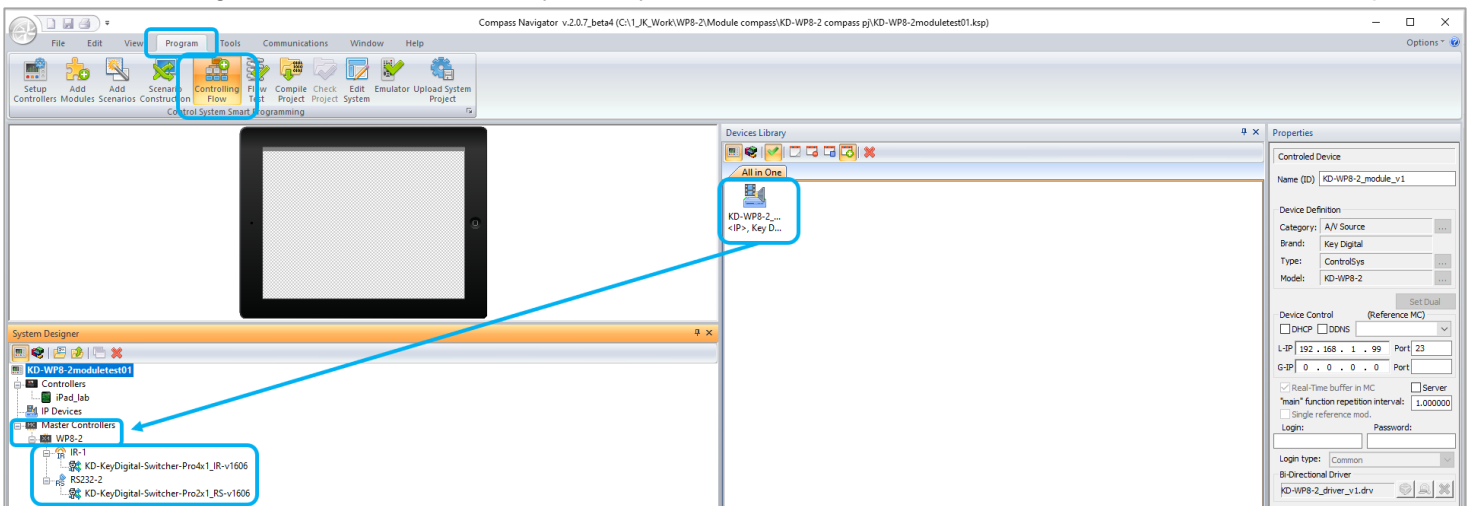 Compass Navigator v.2.0.7_beta4 (C:\1_JK_Work\WP8-2\Module compass\KD-WP8-2 compass pj\KD-WP8-2moduletest01.ksp)
File Edit View Program Tools Communications Window Help Options
Setup Controllers
Add Modules
Add Scenarios
Scenario Construction
Controlling Flow
Flow Test
Compile Project
Check Project
Edit System
Emulator
Upload System Project
Control System Smart Programming
Devices Library
All in One
KD-WP8-2_...
<IP>, Key D...
System Designer
KD-WP8-2moduletest01
Controllers
iPad_lab
IP Devices
Master Controllers
WP8-2
IR-1
KD-KeyDigital-Switcher-Pro4x1_IR-v1606
RS232-2
KD-KeyDigital-Switcher-Pro2x1_RS-v1606
Properties
Controled Device
Name (ID) KD-WP8-2_module_v1
Device Definition
Category: A/V Source ...
Brand: Key Digital
Type: ControlSys ...
Model: KD-WP8-2 ...
Set Dual
Device Control (Reference MC)
DHCP DDNS
L-IP 192 . 168 . 1 . 99 Port 23
G-IP 0 . 0 . 0 . 0 Port
Real-Time buffer in MC Server
"main" function repetition interval: 1.000000
Single reference mod.
Login: Password:
Login type: Common
Bi-Directional Driver
KD-WP8-2_driver_v1.drv